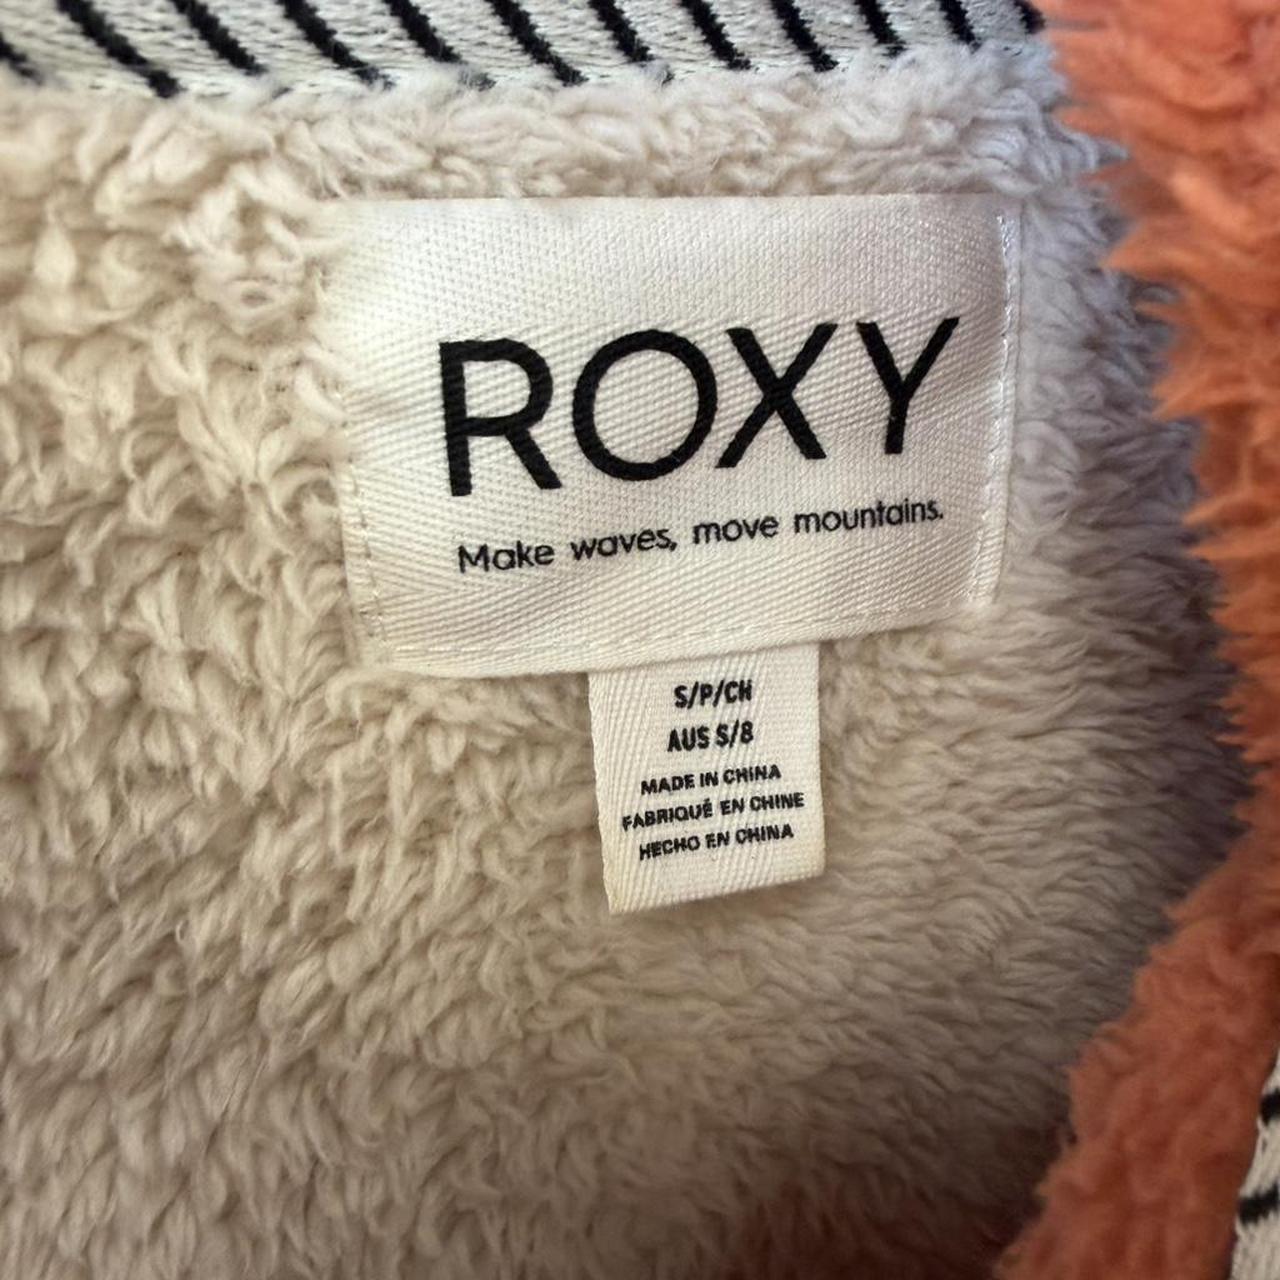 ROXY
Make waves, move mountains.
S/P/CH
AUS S/8
MADE IN CHINA
FABRIQUÉ EN CHINE
HECHO EN CHINA